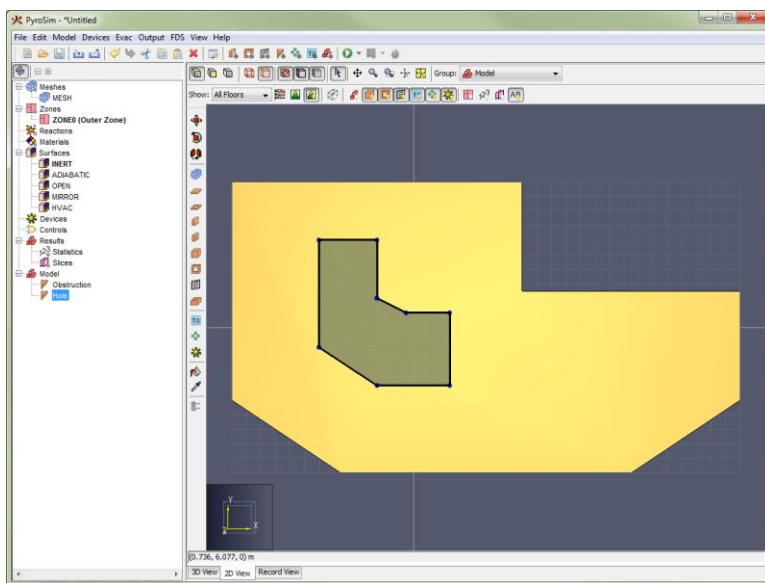 PyroSim - *Untitled
File Edit Model Devices Evac Output FDS View Help
Group: Model
Show: All Floors
Meshes
MESH
Zones
ZONE0 (Outer Zone)
Reactions
Materials
Surfaces
INERT
ADIABATIC
OPEN
MIRROR
HVAC
Devices
Controls
Results
Statistics
Slices
Model
Obstruction
Hole
Y
X
Z
(0.736, 6.077, 0) m
3D View 2D View Record View